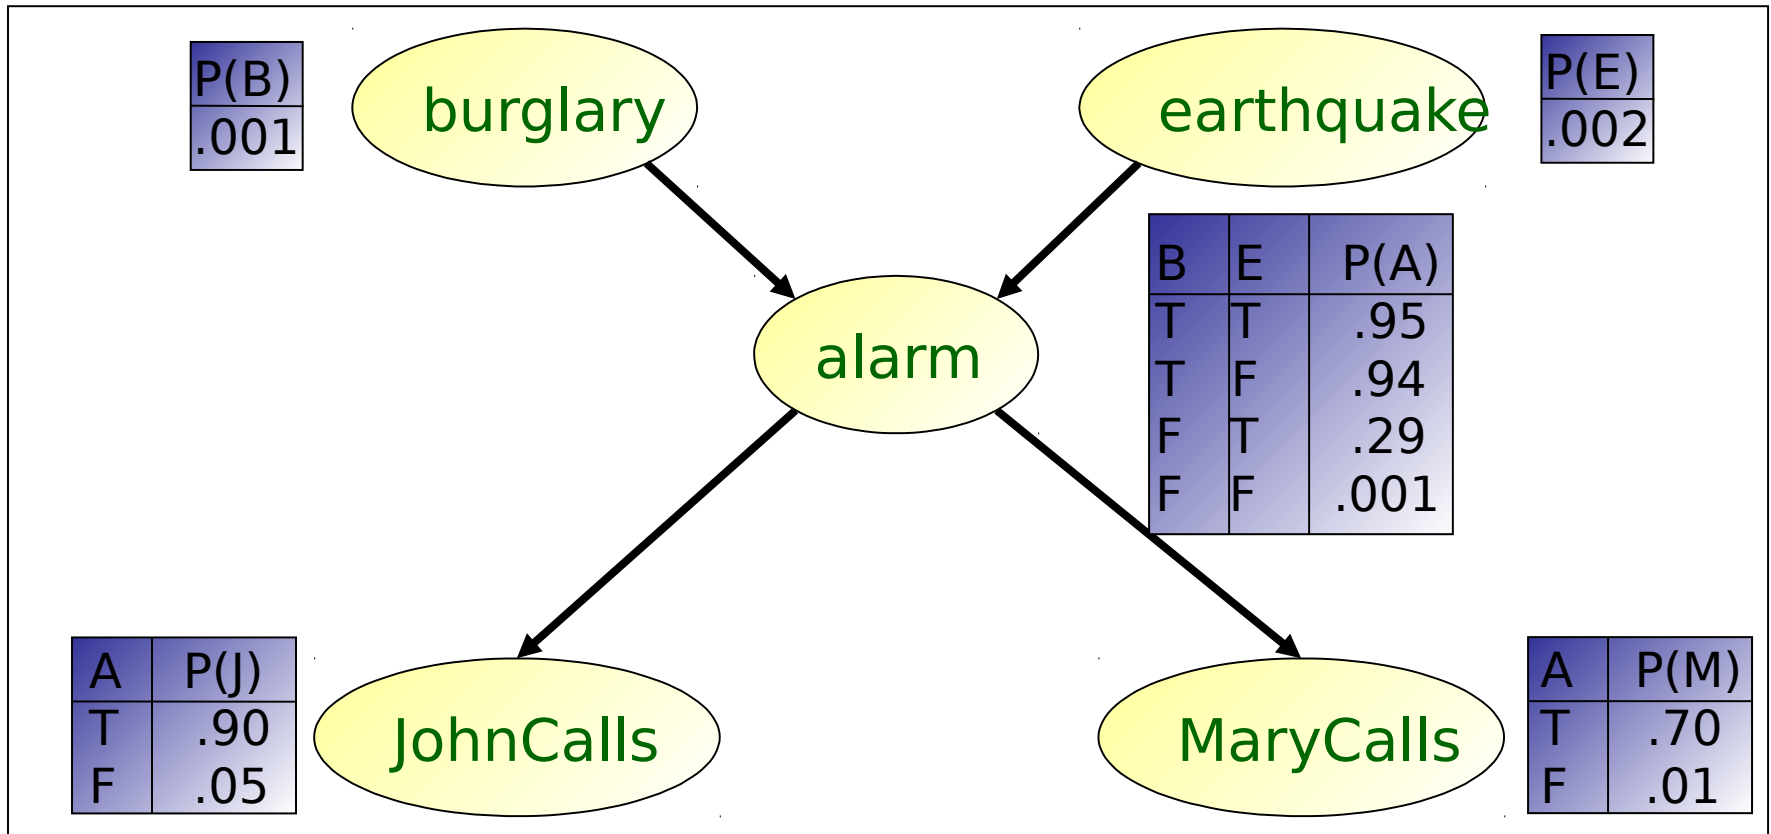 P(B)
.001
burglary
earthquake
P(E)
.002
B E P(A)
T T .95
T F .94
F T .29
F F .001
alarm
A P(J)
T .90
F .05
JohnCalls
MaryCalls
A P(M)
T .70
F .01